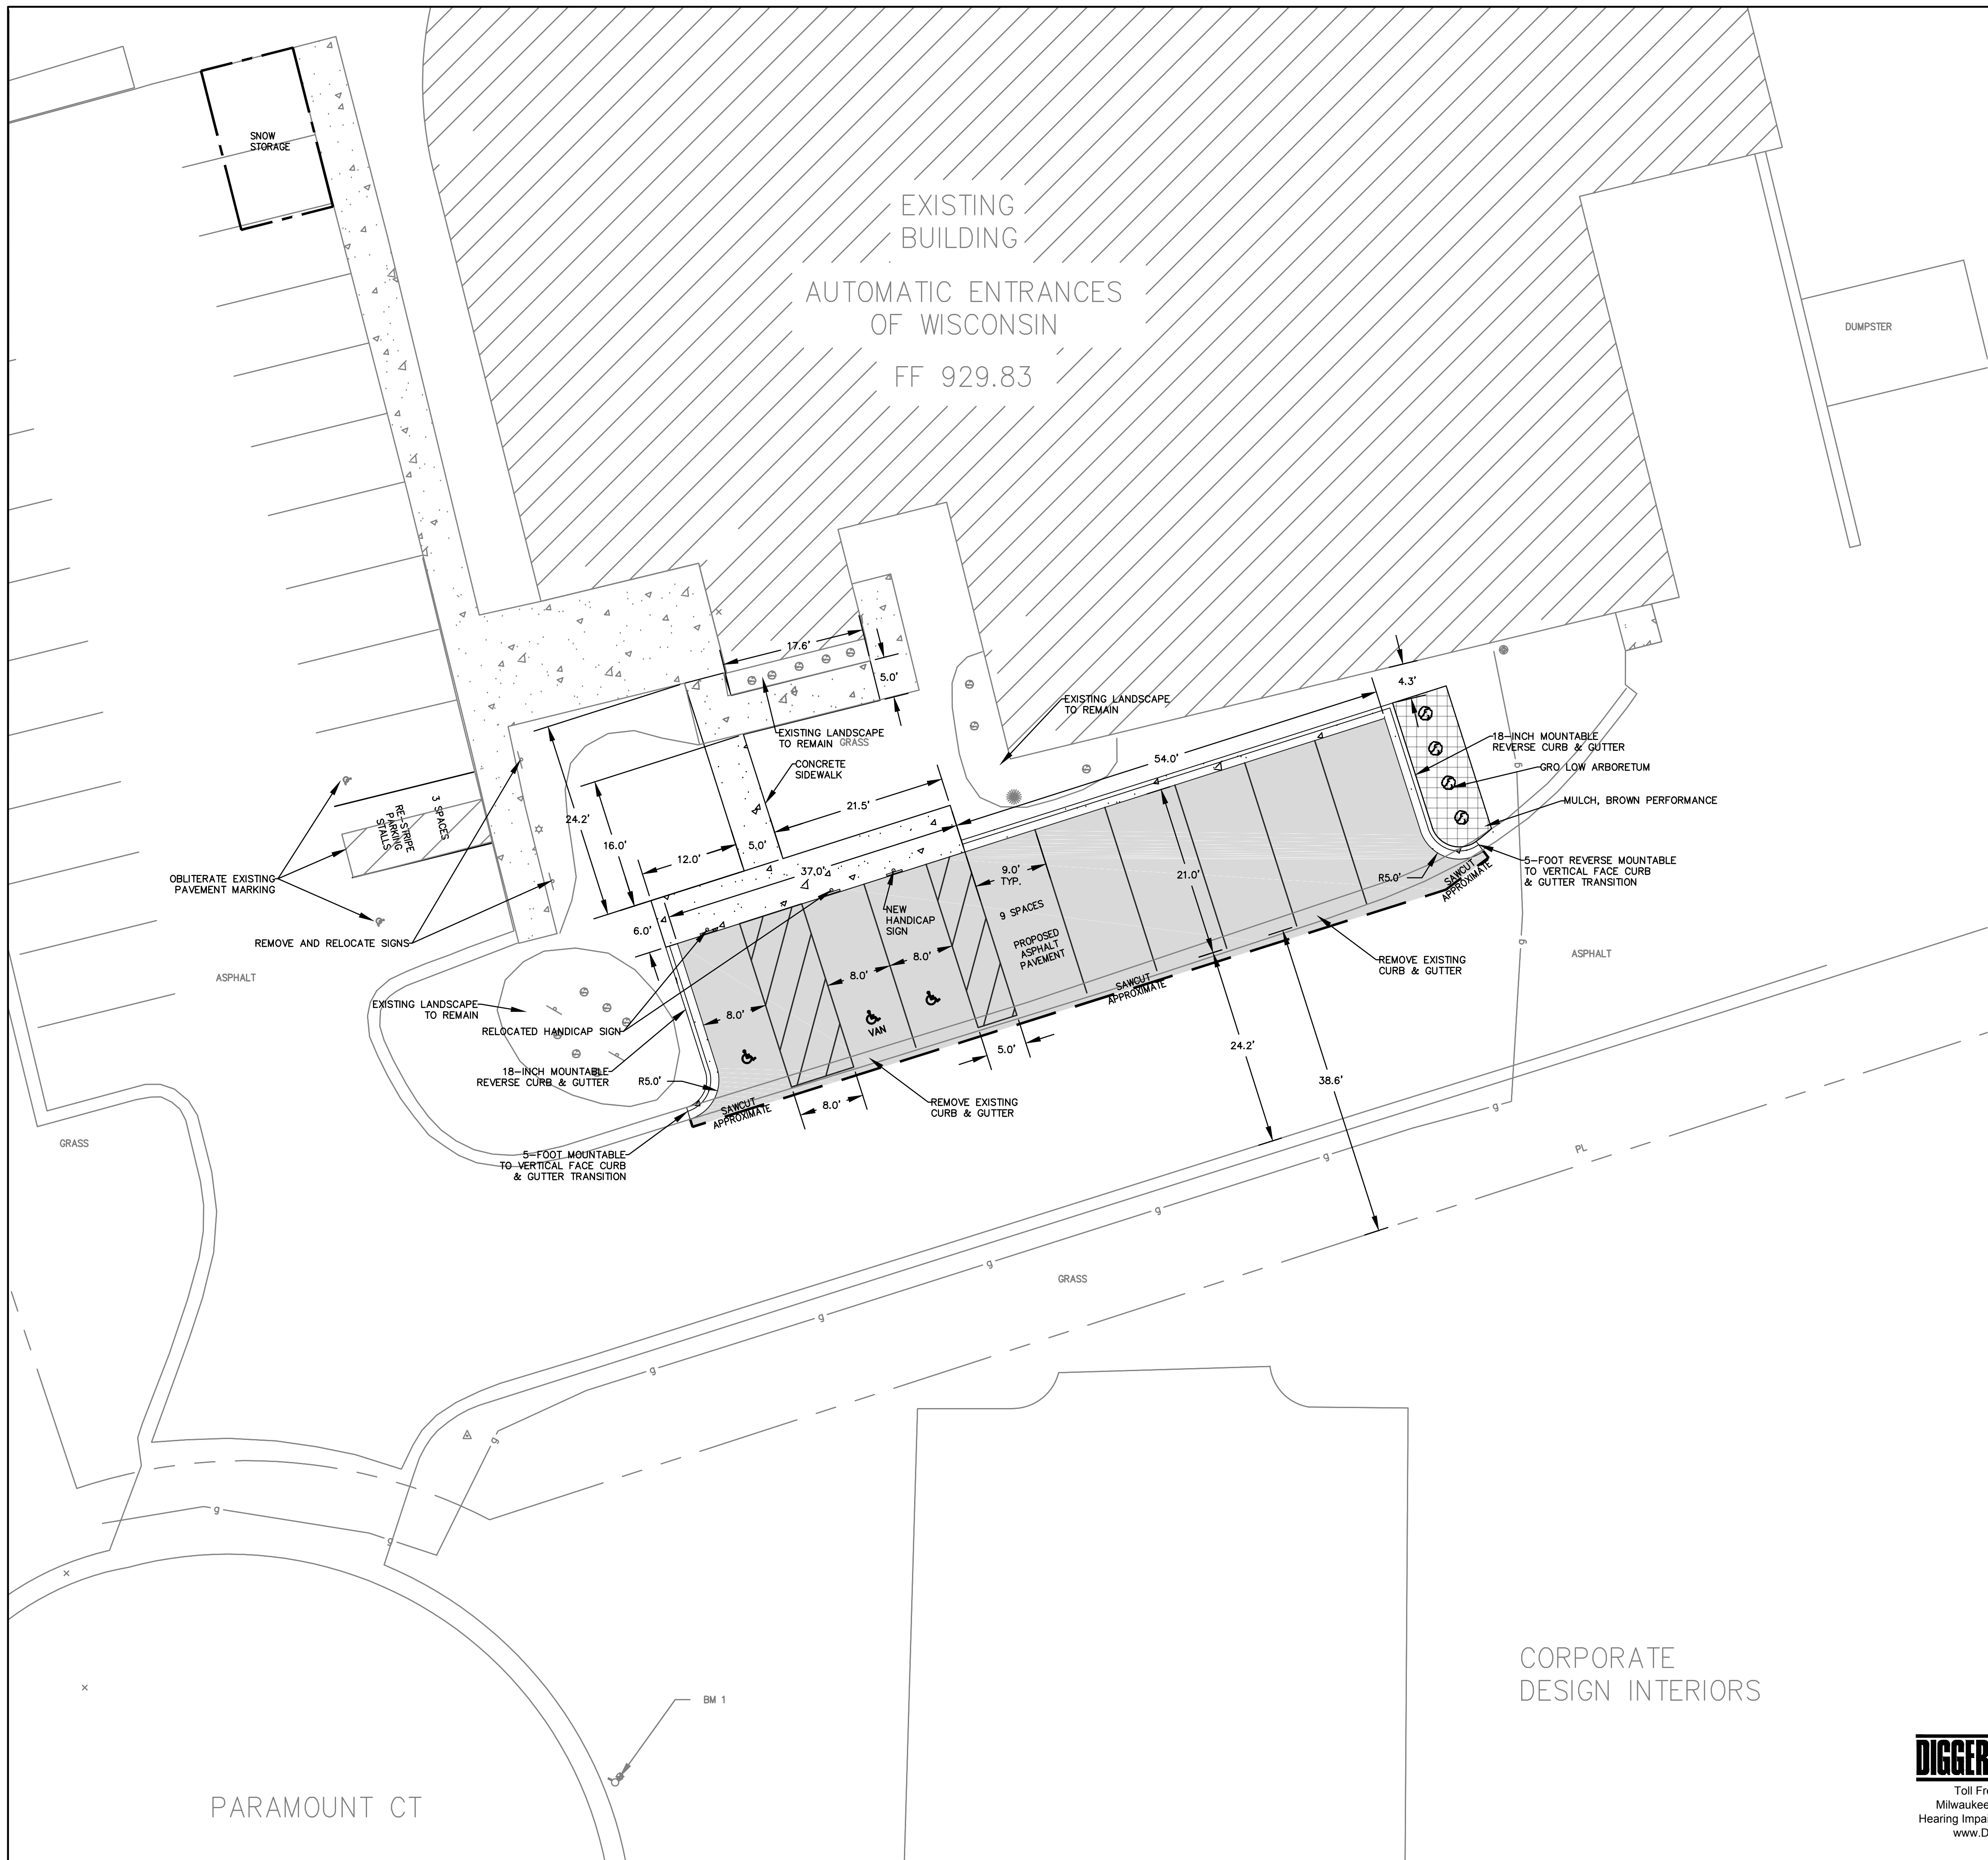 SNOW
STORAGE
EXISTING
BUILDING
AUTOMATIC ENTRANCES
OF WISCONSIN
FF 929.83
DUMPSTER
17.6'
5.0'
4.3'
EXISTING LANDSCAPE
TO REMAIN
EXISTING LANDSCAPE
TO REMAIN
GRASS
54.0'
18-INCH MOUNTABLE
REVERSE CURB & GUTTER
GRO LOW ARBORETUM
MULCH, BROWN PERFORMANCE
CONCRETE
SIDEWALK
21.5'
3 SPACES
RE-STRIPE
PARKING
STALLS
24.2'
16.0'
12.0'
5.0'
37.0'
OBLITERATE EXISTING
PAVEMENT MARKING
9.0'
TYP.
21.0'
R5.0'
5-FOOT REVERSE MOUNTABLE
TO VERTICAL FACE CURB
& GUTTER TRANSITION
SAWCUT
APPROXIMATE
NEW
HANDICAP
SIGN
9 SPACES
6.0'
REMOVE AND RELOCATE SIGNS
PROPOSED
ASPHALT
PAVEMENT
8.0'
8.0'
8.0'
ASPHALT
ASPHALT
REMOVE EXISTING
CURB & GUTTER
SAWCUT
APPROXIMATE
EXISTING LANDSCAPE
TO REMAIN
RELOCATED HANDICAP SIGN
VAN
5.0'
24.2'
38.6'
18-INCH MOUNTABLE
REVERSE CURB & GUTTER
R5.0'
SAWCUT
APPROXIMATE
8.0'
REMOVE EXISTING
CURB & GUTTER
GRASS
5-FOOT MOUNTABLE
TO VERTICAL FACE CURB
& GUTTER TRANSITION
g
g
g
g
g
g
g
g
g
g
g
PL
GRASS
BM 1
CORPORATE
DESIGN INTERIORS
PARAMOUNT CT
DIGGER
Toll Fr
Milwaukee
Hearing Impai
www.D